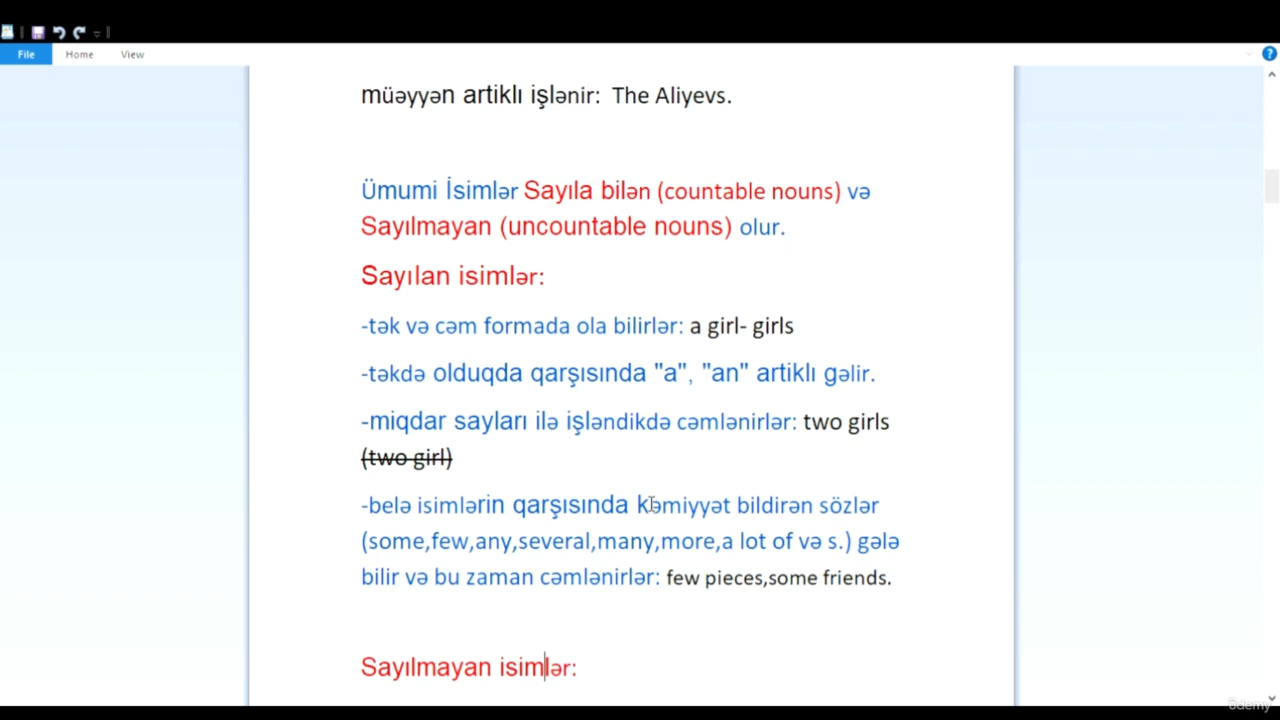 File Home View
müəyyən artiklı işlənir: The Aliyevs.
Ümumi İsimlər Sayıla bilən (countable nouns) və
Sayılmayan (uncountable nouns) olur.
Sayılan isimlər:
-tək və cəm formada ola bilirlər: a girl- girls
-təkdə olduqda qarşısında "a", "an" artiklı gəlir.
-miqdar sayları ilə işləndikdə cəmlənirlər: two girls
(two girl)
-belə isimlərin qarşısında kəmiyyət bildirən sözlər
(some,few,any,several,many,more,a lot of və s.) gələ
bilir və bu zaman cəmlənirlər: few pieces,some friends.
Sayılmayan isimlər:
ûdemy